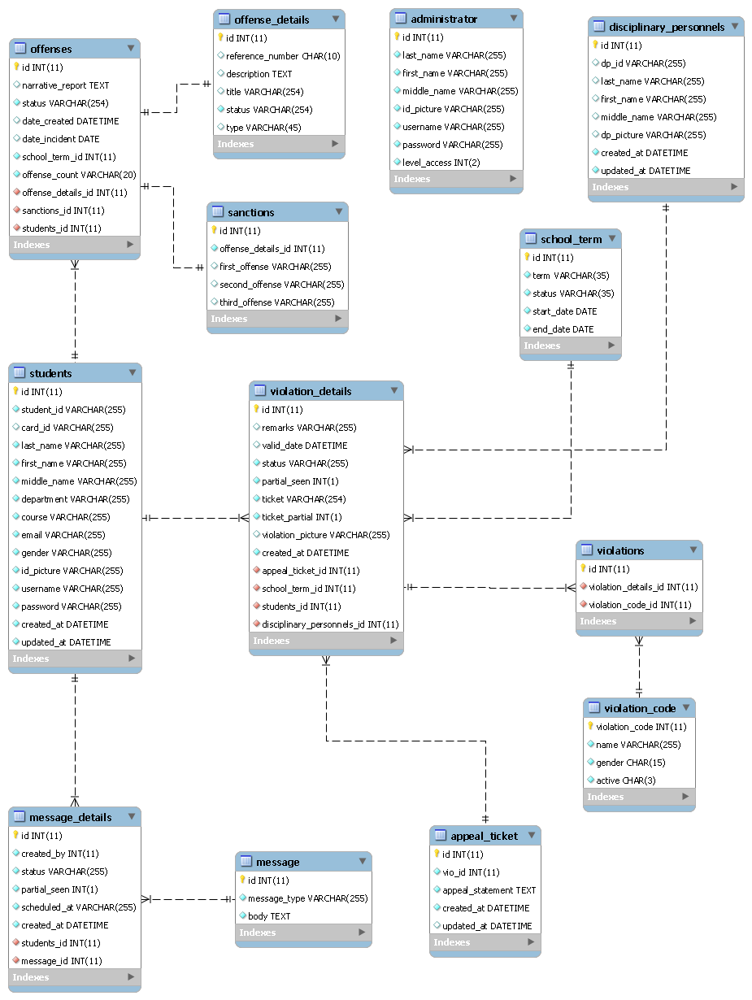 offenses
id INT(11)
narrative_report TEXT
status VARCHAR(254)
date_created DATETIME
date_incident DATE
school_term_id INT(11)
offense_count VARCHAR(20)
offense_details_id INT(11)
sanctions_id INT(11)
students_id INT(11)
Indexes
offense_details
id INT(11)
reference_number CHAR(10)
description TEXT
title VARCHAR(254)
status VARCHAR(254)
type VARCHAR(45)
Indexes
administrator
id INT(11)
last_name VARCHAR(255)
first_name VARCHAR(255)
middle_name VARCHAR(255)
id_picture VARCHAR(255)
username VARCHAR(255)
password VARCHAR(255)
level_access INT(2)
Indexes
disciplinary_personnels
id INT(11)
dp_id VARCHAR(255)
last_name VARCHAR(255)
first_name VARCHAR(255)
middle_name VARCHAR(255)
dp_picture VARCHAR(255)
created_at DATETIME
updated_at DATETIME
Indexes
sanctions
id INT(11)
offense_details_id INT(11)
first_offense VARCHAR(255)
second_offense VARCHAR(255)
third_offense VARCHAR(255)
Indexes
school_term
id INT(11)
term VARCHAR(35)
status VARCHAR(35)
start_date DATE
end_date DATE
Indexes
students
id INT(11)
student_id VARCHAR(255)
card_id VARCHAR(255)
last_name VARCHAR(255)
first_name VARCHAR(255)
middle_name VARCHAR(255)
department VARCHAR(255)
course VARCHAR(255)
email VARCHAR(255)
gender VARCHAR(255)
id_picture VARCHAR(255)
username VARCHAR(255)
password VARCHAR(255)
created_at DATETIME
updated_at DATETIME
Indexes
violation_details
id INT(11)
remarks VARCHAR(255)
valid_date DATETIME
status VARCHAR(255)
partial_seen INT(1)
ticket VARCHAR(254)
ticket_partial INT(1)
violation_picture VARCHAR(255)
created_at DATETIME
appeal_ticket_id INT(11)
school_term_id INT(11)
students_id INT(11)
disciplinary_personnels_id INT(11)
Indexes
violations
id INT(11)
violation_details_id INT(11)
violation_code_id INT(11)
Indexes
violation_code
violation_code INT(11)
name VARCHAR(255)
gender CHAR(15)
active CHAR(3)
Indexes
message_details
id INT(11)
created_by INT(11)
status VARCHAR(255)
partial_seen INT(1)
scheduled_at VARCHAR(255)
created_at DATETIME
students_id INT(11)
message_id INT(11)
Indexes
message
id INT(11)
message_type VARCHAR(255)
body TEXT
Indexes
appeal_ticket
id INT(11)
vio_id INT(11)
appeal_statement TEXT
created_at DATETIME
updated_at DATETIME
Indexes